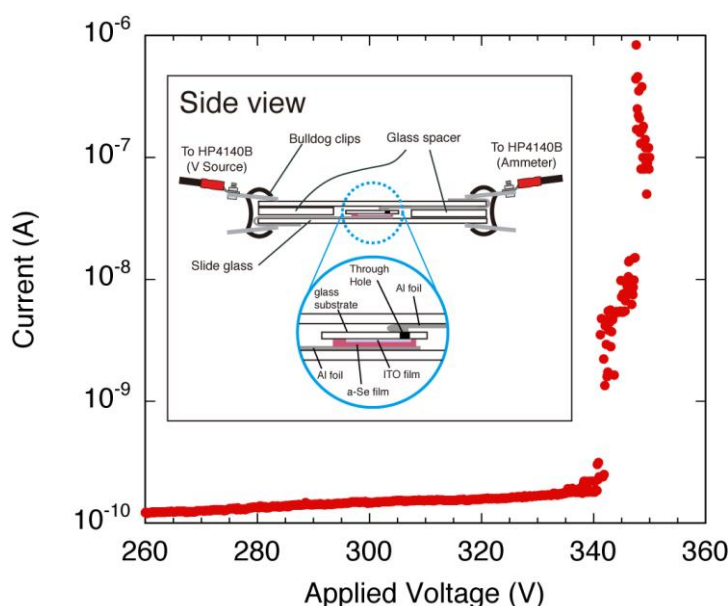 10^-6
10^-7
10^-8
10^-9
10^-10
Current (A)
Side view
To HP4140B
(V Source)
Bulldog clips
Glass spacer
To HP4140B
(Ammeter)
Slide glass
Through
Hole
Al foil
glass
substrate
Al foil
ITO film
a-Se film
260 280 300 320 340 360
Applied Voltage (V)